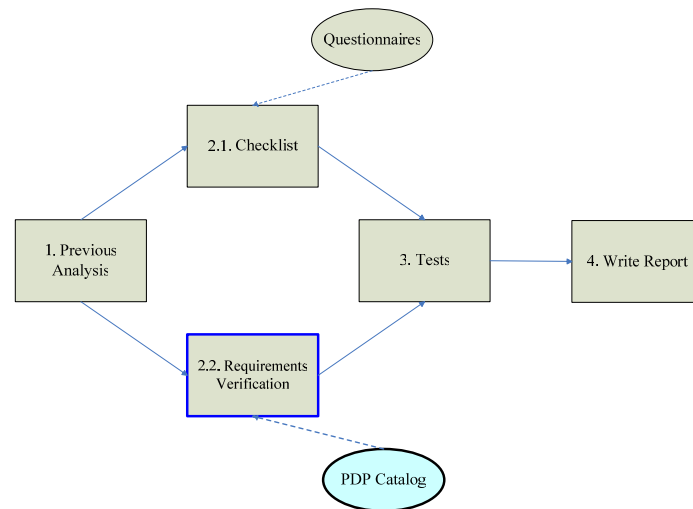 Questionnaires
2.1. Checklist
1. Previous
Analysis
3. Tests
4. Write Report
2.2. Requirements
Verification
PDP Catalog